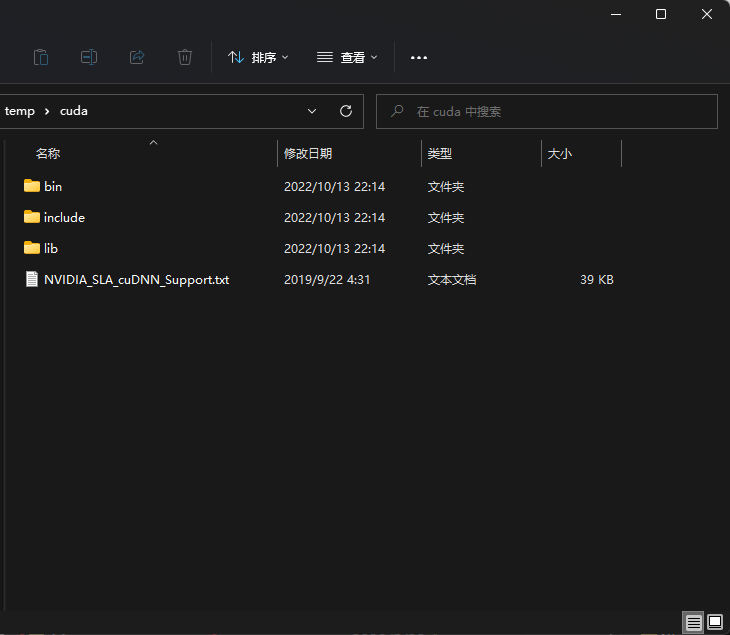 排序 查看
temp cuda
在 cuda 中搜索
名称 修改日期 类型 大小
bin 2022/10/13 22:14 文件夹
include 2022/10/13 22:14 文件夹
lib 2022/10/13 22:14 文件夹
NVIDIA_SLA_cuDNN_Support.txt 2019/9/22 4:31 文本文档 39 KB